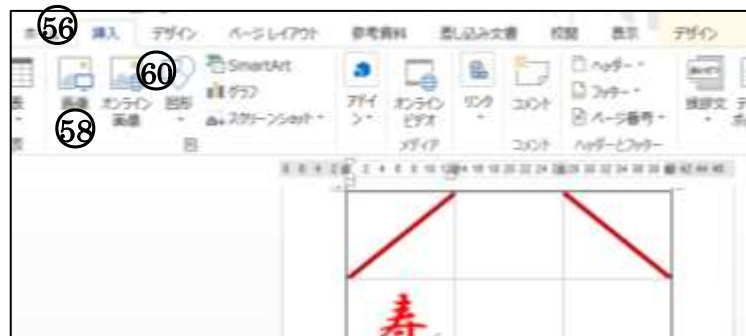 56 挿入 デザイン ページ レイアウト 参考資料 差し込み文書 校閲 表示 デザイン
60 SmartArt ヘッダー
画像 オンライン 図形 グラフ アドイン オンライン リンク コメント フッター 挨拶文
58 画像 スクリーンショット ビデオ ページ番号
メディア コメント ヘッダーとフッター
寿